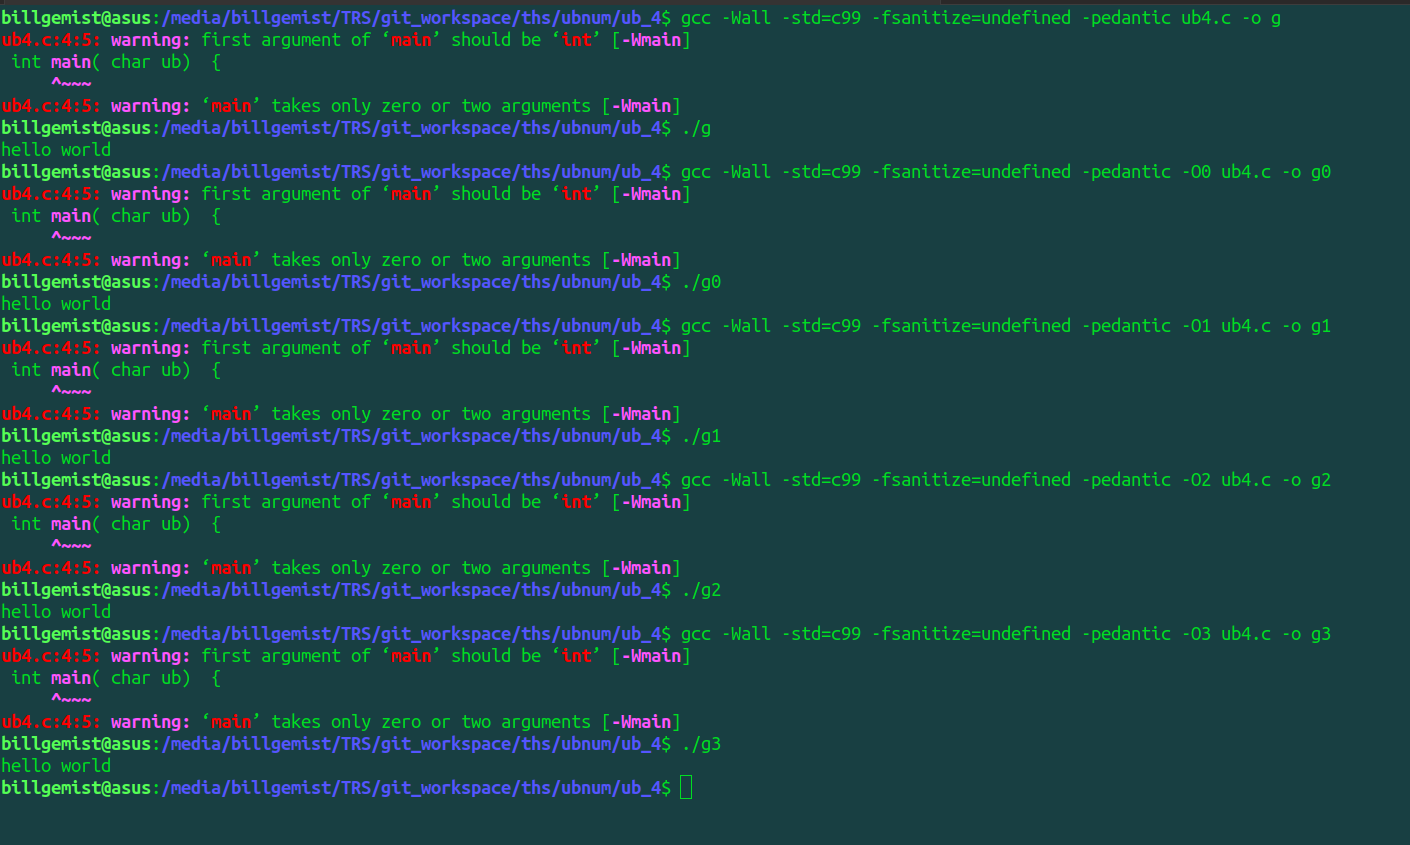 billgemist@asus:/media/billgemist/TRS/git_workspace/ths/ubnum/ub_4$ gcc -Wall -std=c99 -fsanitize=undefined -pedantic ub4.c -o g
ub4.c:4:5: warning: first argument of ‘main’ should be ‘int’ [-Wmain]
 int main( char ub)  {
     ^~~~
ub4.c:4:5: warning: ‘main’ takes only zero or two arguments [-Wmain]
billgemist@asus:/media/billgemist/TRS/git_workspace/ths/ubnum/ub_4$ ./g
hello world
billgemist@asus:/media/billgemist/TRS/git_workspace/ths/ubnum/ub_4$ gcc -Wall -std=c99 -fsanitize=undefined -pedantic -O0 ub4.c -o g0
ub4.c:4:5: warning: first argument of ‘main’ should be ‘int’ [-Wmain]
 int main( char ub)  {
     ^~~~
ub4.c:4:5: warning: ‘main’ takes only zero or two arguments [-Wmain]
billgemist@asus:/media/billgemist/TRS/git_workspace/ths/ubnum/ub_4$ ./g0
hello world
billgemist@asus:/media/billgemist/TRS/git_workspace/ths/ubnum/ub_4$ gcc -Wall -std=c99 -fsanitize=undefined -pedantic -O1 ub4.c -o g1
ub4.c:4:5: warning: first argument of ‘main’ should be ‘int’ [-Wmain]
 int main( char ub)  {
     ^~~~
ub4.c:4:5: warning: ‘main’ takes only zero or two arguments [-Wmain]
billgemist@asus:/media/billgemist/TRS/git_workspace/ths/ubnum/ub_4$ ./g1
hello world
billgemist@asus:/media/billgemist/TRS/git_workspace/ths/ubnum/ub_4$ gcc -Wall -std=c99 -fsanitize=undefined -pedantic -O2 ub4.c -o g2
ub4.c:4:5: warning: first argument of ‘main’ should be ‘int’ [-Wmain]
 int main( char ub)  {
     ^~~~
ub4.c:4:5: warning: ‘main’ takes only zero or two arguments [-Wmain]
billgemist@asus:/media/billgemist/TRS/git_workspace/ths/ubnum/ub_4$ ./g2
hello world
billgemist@asus:/media/billgemist/TRS/git_workspace/ths/ubnum/ub_4$ gcc -Wall -std=c99 -fsanitize=undefined -pedantic -O3 ub4.c -o g3
ub4.c:4:5: warning: first argument of ‘main’ should be ‘int’ [-Wmain]
 int main( char ub)  {
     ^~~~
ub4.c:4:5: warning: ‘main’ takes only zero or two arguments [-Wmain]
billgemist@asus:/media/billgemist/TRS/git_workspace/ths/ubnum/ub_4$ ./g3
hello world
billgemist@asus:/media/billgemist/TRS/git_workspace/ths/ubnum/ub_4$